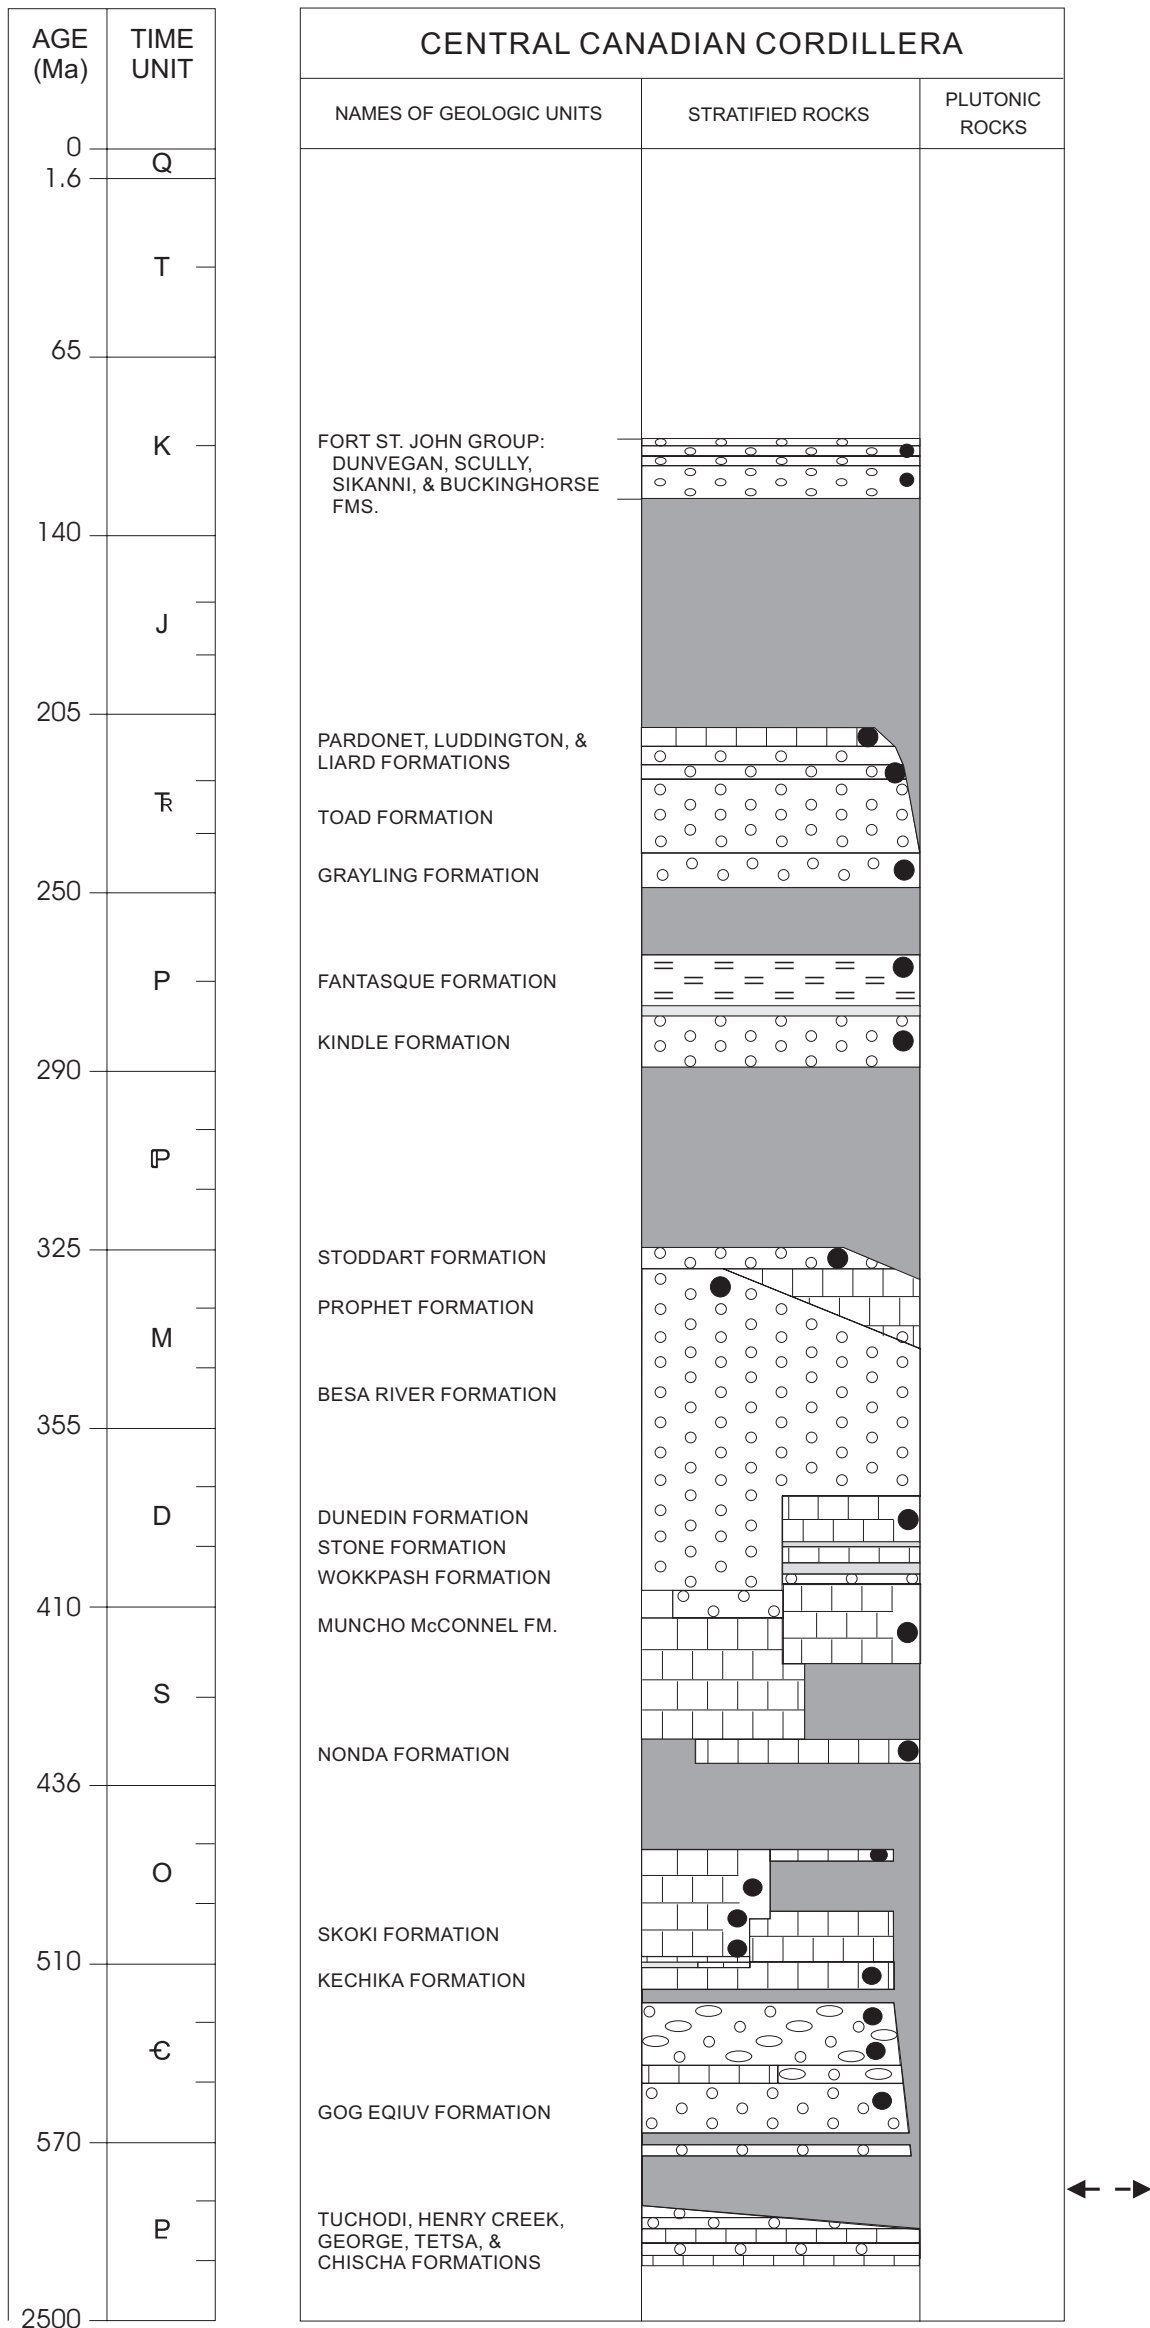 AGE
(Ma)
TIME
UNIT
CENTRAL CANADIAN CORDILLERA
NAMES OF GEOLOGIC UNITS
STRATIFIED ROCKS
PLUTONIC
ROCKS
0
Q
1.6
T
65
K
FORT ST. JOHN GROUP:
DUNVEGAN, SCULLY,
SIKANNI, & BUCKINGHORSE
FMS.
140
J
205
PARDONET, LUDDINGTON, &
LIARD FORMATIONS
TR
TOAD FORMATION
GRAYLING FORMATION
250
P
FANTASQUE FORMATION
KINDLE FORMATION
290
ℙ
325
STODDART FORMATION
PROPHET FORMATION
M
BESA RIVER FORMATION
355
D
DUNEDIN FORMATION
STONE FORMATION
WOKKPASH FORMATION
410
MUNCHO McCONNEL FM.
S
NONDA FORMATION
436
O
SKOKI FORMATION
510
KECHIKA FORMATION
Ꞓ
GOG EQIUV FORMATION
570
P
TUCHODI, HENRY CREEK,
GEORGE, TETSA, &
CHISCHA FORMATIONS
2500